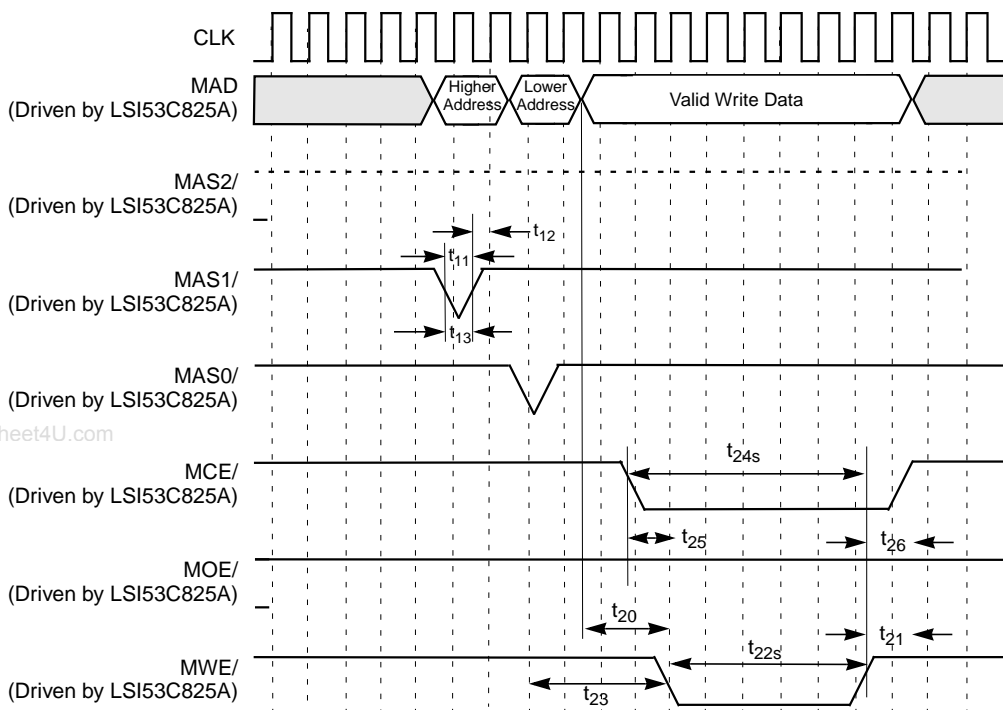 CLK
MAD
(Driven by LSI53C825A)
Higher
Address
Lower
Address
Valid Write Data
MAS2/
(Driven by LSI53C825A)
t12
t11
MAS1/
(Driven by LSI53C825A)
t13
MAS0/
(Driven by LSI53C825A)
heet4U.com
MCE/
(Driven by LSI53C825A)
t24s
t25
t26
MOE/
(Driven by LSI53C825A)
t20
t21
MWE/
(Driven by LSI53C825A)
t22s
t23